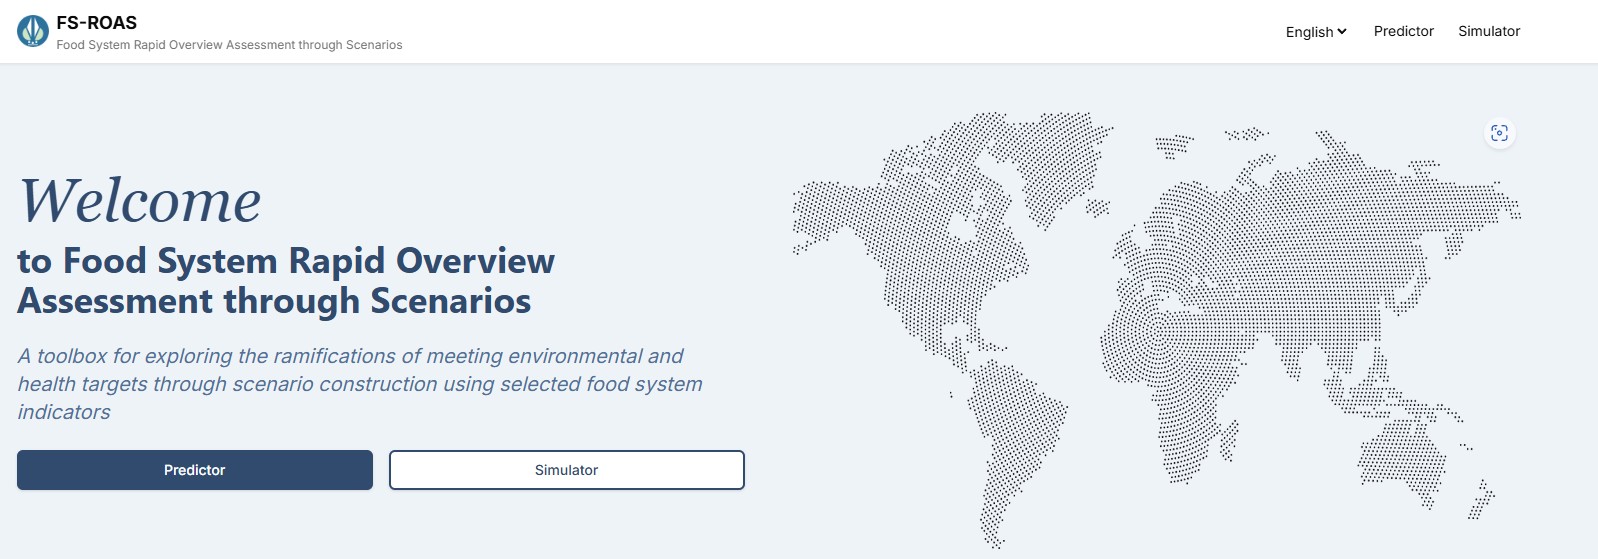 FS-ROAS
Food System Rapid Overview Assessment through Scenarios
English
Predictor
Simulator
Welcome
to Food System Rapid Overview
Assessment through Scenarios
A toolbox for exploring the ramifications of meeting environmental and
health targets through scenario construction using selected food system
indicators
Predictor
Simulator